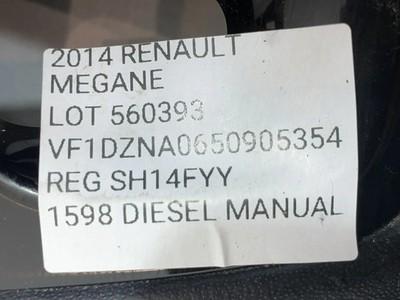 2014 RENAULT
MEGANE
LOT 560393
VF1DZNA0650905354
REG SH14FYY
1598 DIESEL MANUAL